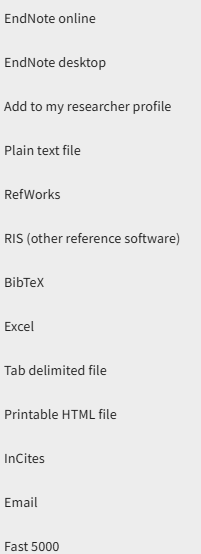 EndNote online
EndNote desktop
Add to my researcher profile
Plain text file
RefWorks
RIS (other reference software)
BibTeX
Excel
Tab delimited file
Printable HTML file
InCites
Email
Fast 5000